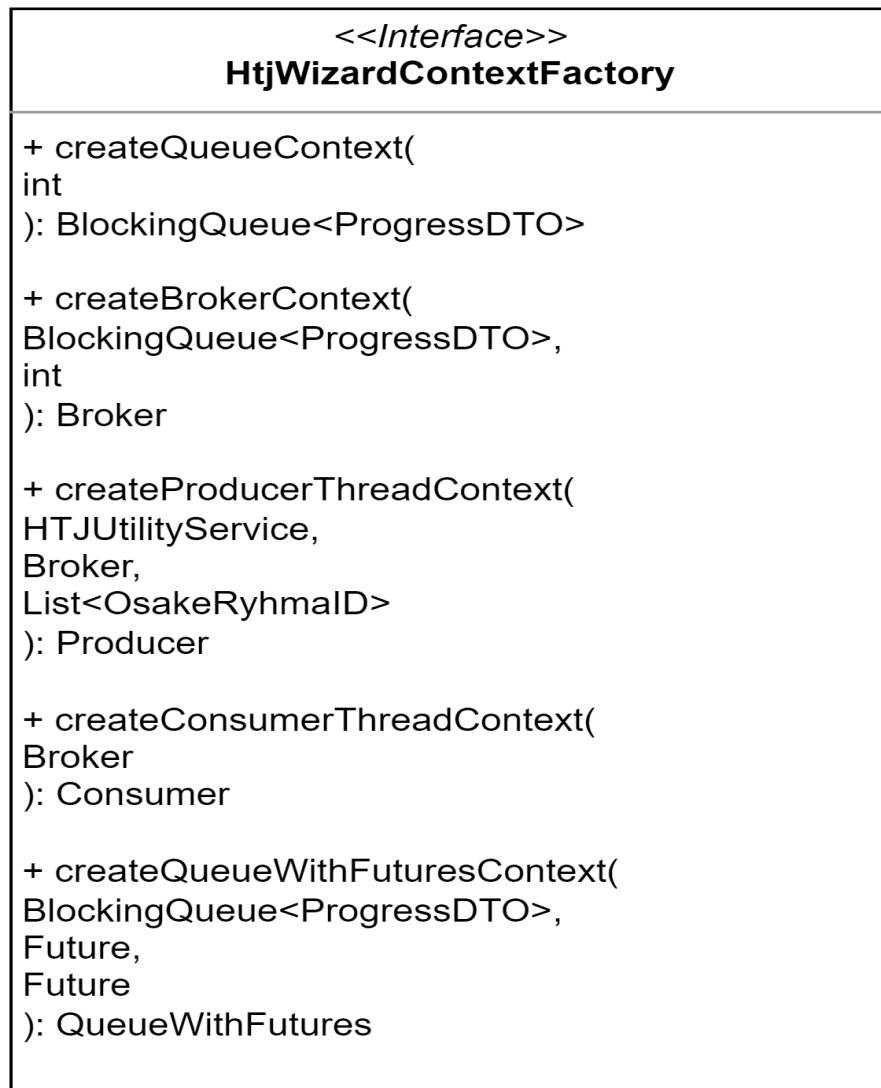 <<Interface>>
HtjWizardContextFactory
+ createQueueContext(
int
): BlockingQueue<ProgressDTO>
+ createBrokerContext(
BlockingQueue<ProgressDTO>,
int
): Broker
+ createProducerThreadContext(
HTJUtilityService,
Broker,
List<OsakeRyhmaID>
): Producer
+ createConsumerThreadContext(
Broker
): Consumer
+ createQueueWithFuturesContext(
BlockingQueue<ProgressDTO>,
Future,
Future
): QueueWithFutures